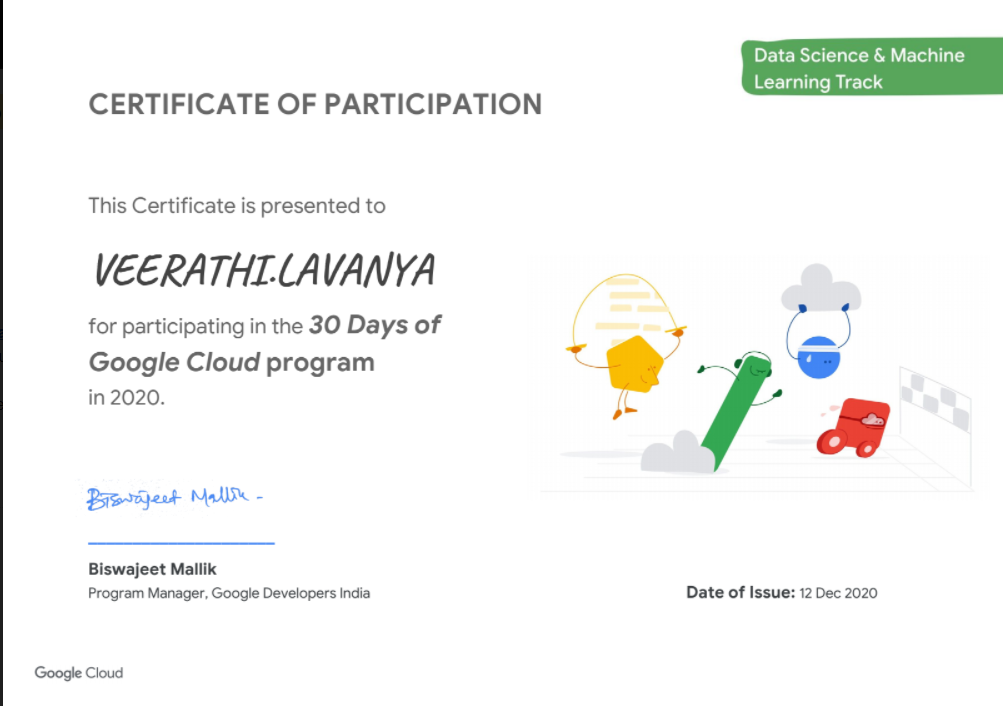 Data Science & Machine
Learning Track
CERTIFICATE OF PARTICIPATION
This Certificate is presented to
VEERATHI.LAVANYA
for participating in the 30 Days of
Google Cloud program
in 2020.
Biswajeet Mallik -
Biswajeet Mallik
Program Manager, Google Developers India
Date of Issue: 12 Dec 2020
Google Cloud